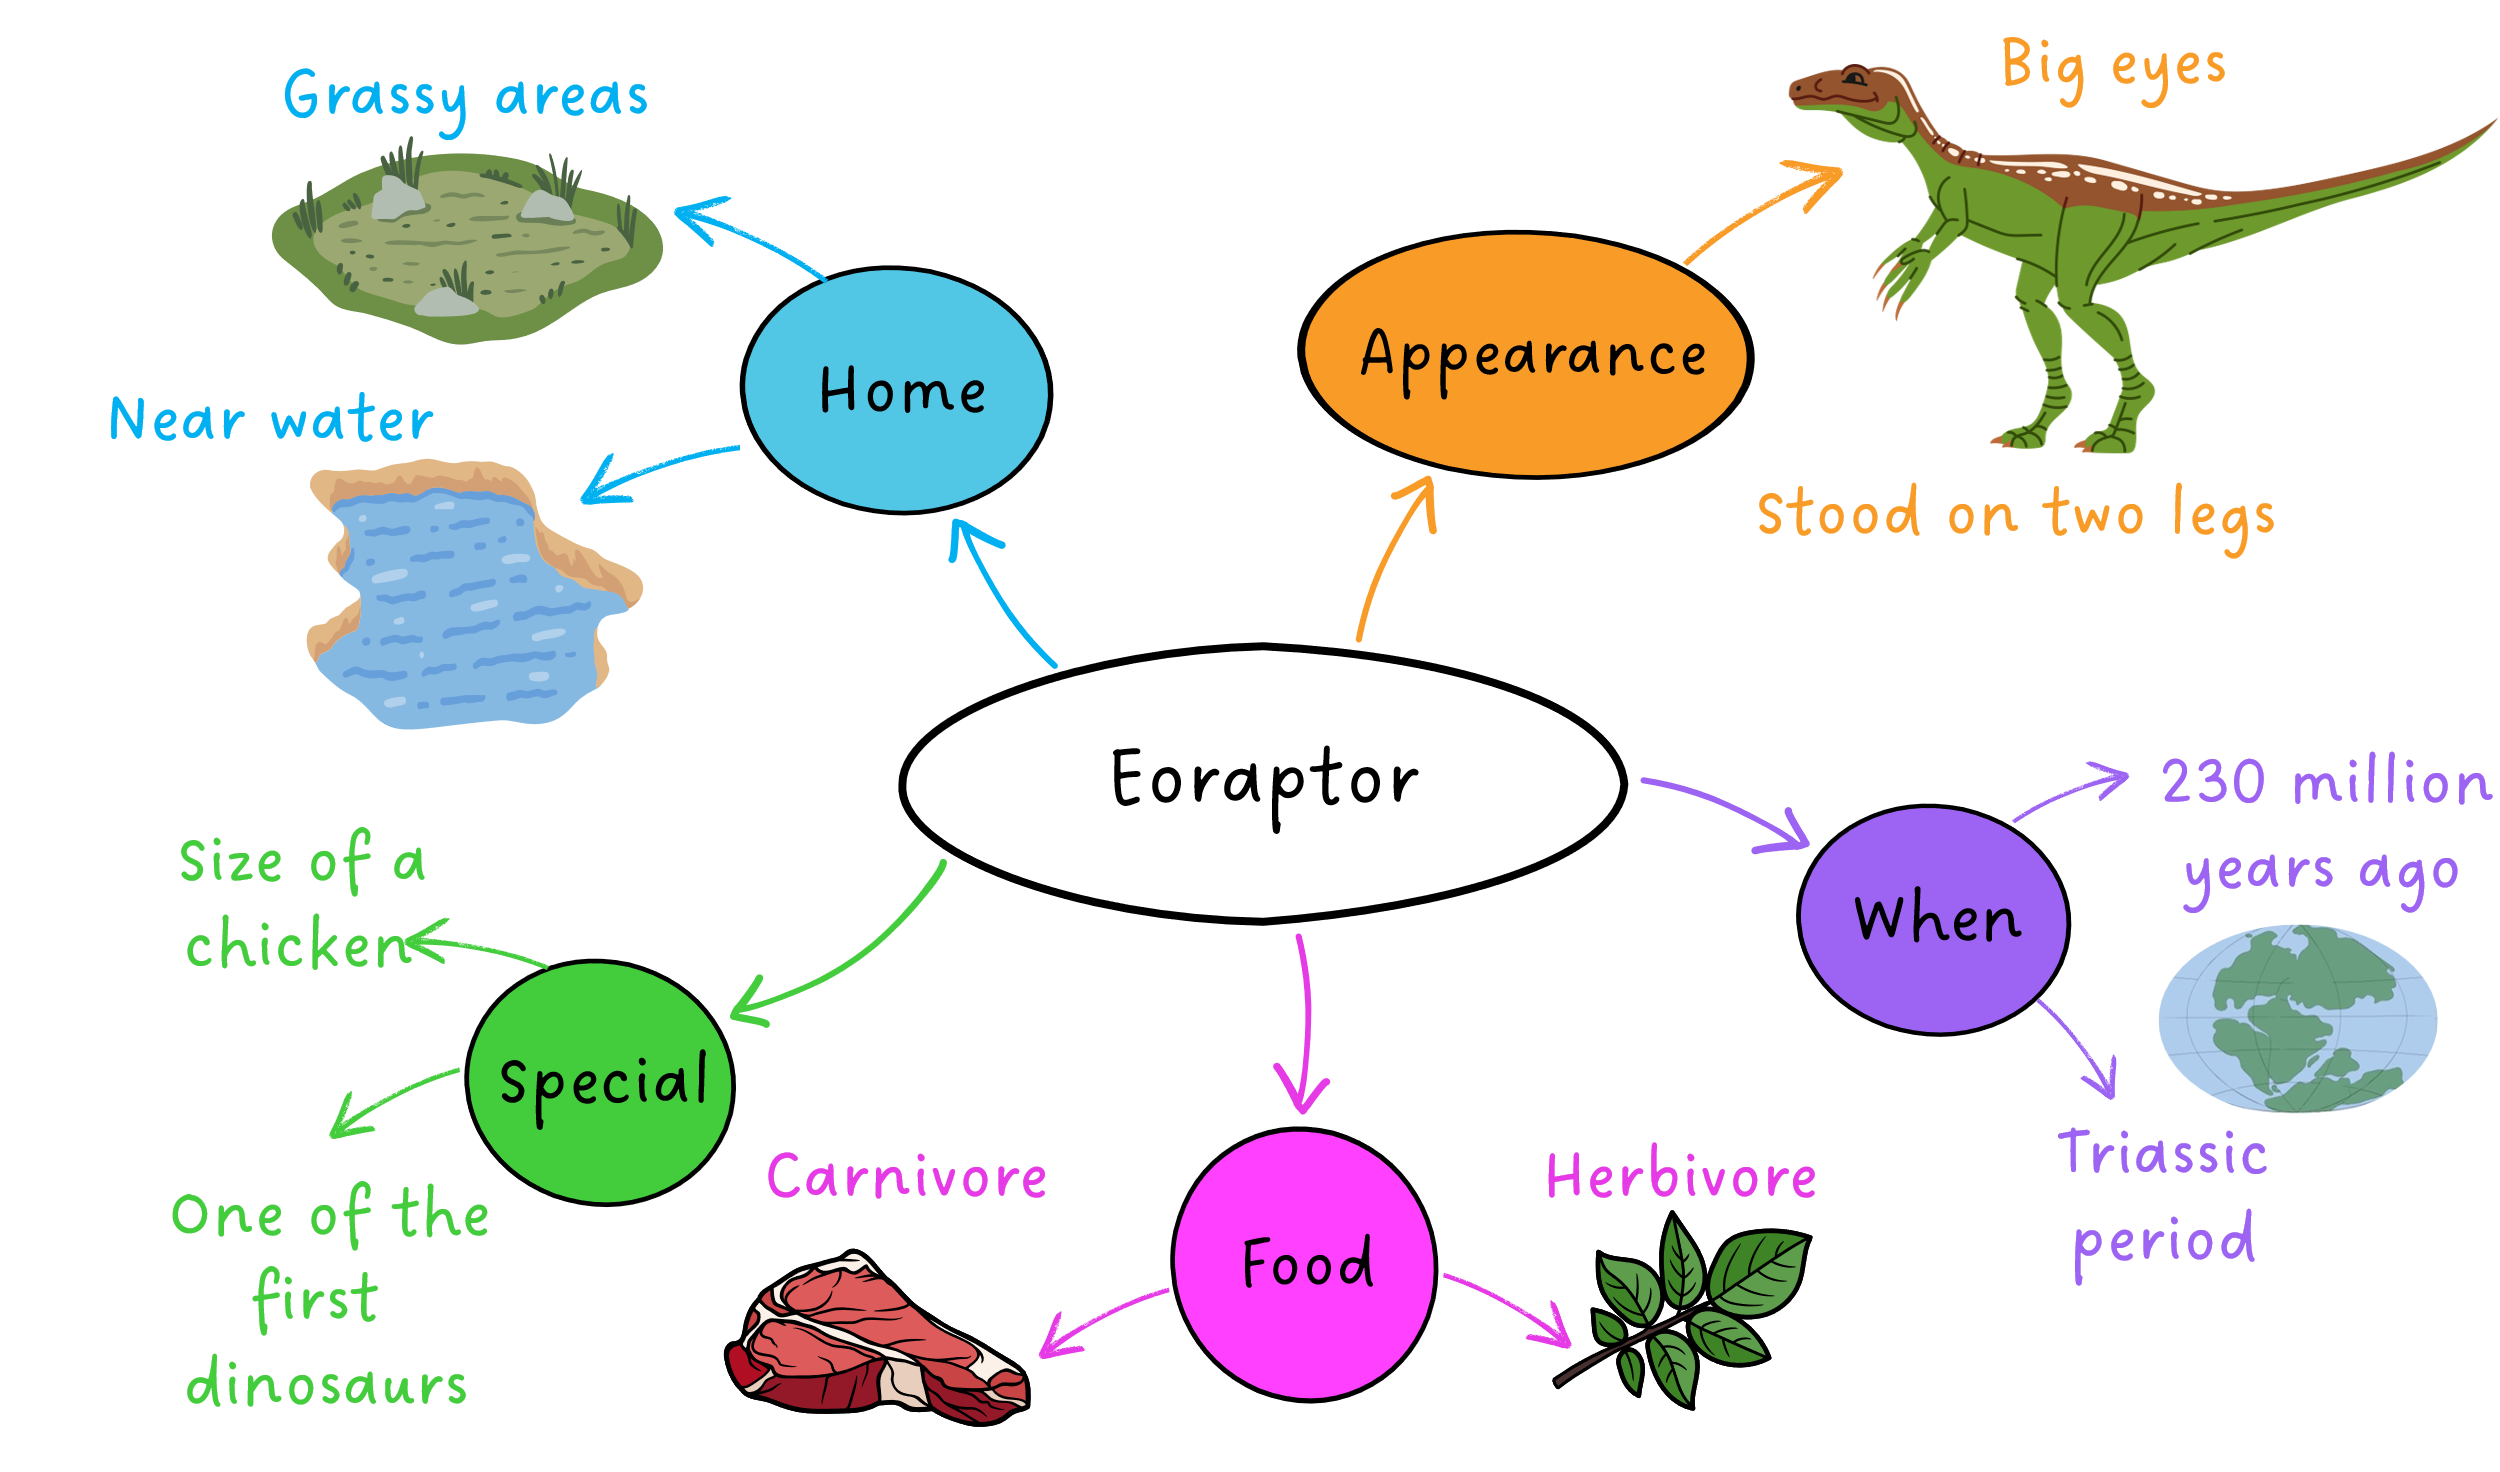 Grassy areas
Big eyes
Home
Appearance
Near water
Stood on two legs
Eoraptor
230 million
years ago
When
Size of a
chicken
Special
Triassic
period
Carnivore
Herbivore
Food
One of the
first
dinosaurs